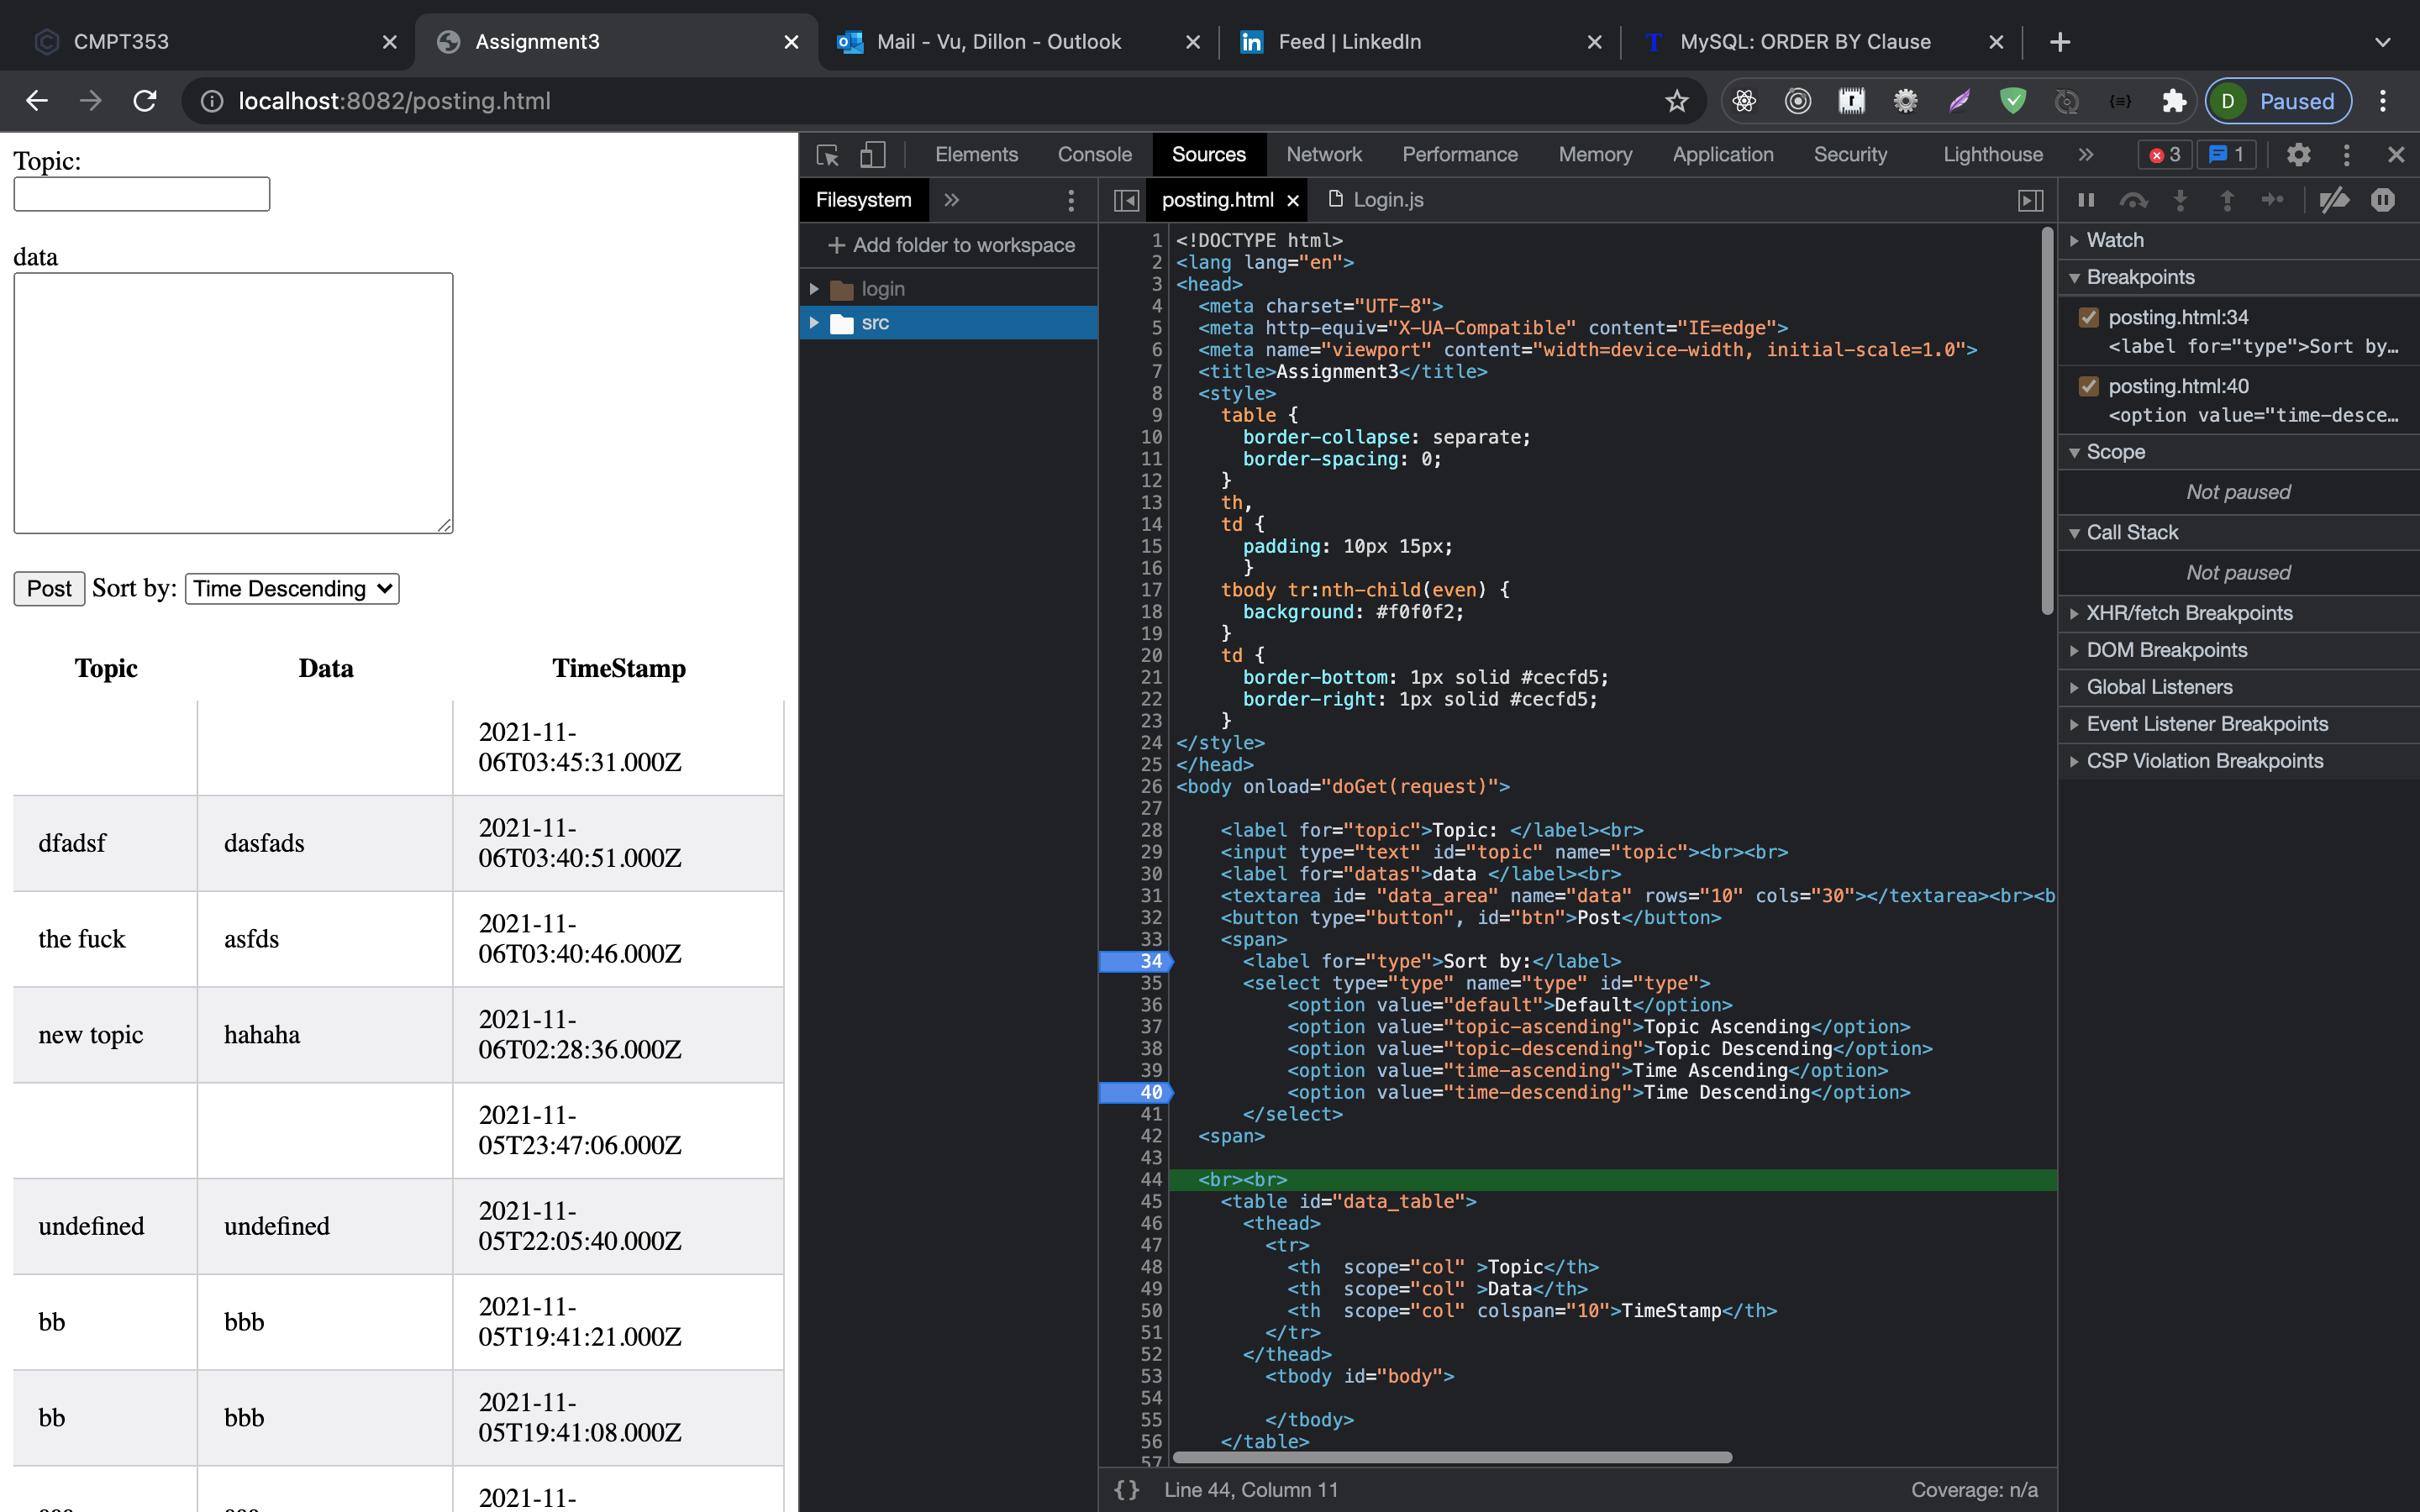 CMPT353
Assignment3
Mail - Vu, Dillon - Outlook
Feed | LinkedIn
MySQL: ORDER BY Clause
localhost:8082/posting.html
D Paused
Topic:
data
Post Sort by: Time Descending
Topic Data TimeStamp
2021-11-
06T03:45:31.000Z
dfadsf dasfads 2021-11-
06T03:40:51.000Z
the fuck asfds 2021-11-
06T03:40:46.000Z
new topic hahaha 2021-11-
06T02:28:36.000Z
2021-11-
05T23:47:06.000Z
undefined undefined 2021-11-
05T22:05:40.000Z
bb bbb 2021-11-
05T19:41:21.000Z
bb bbb 2021-11-
05T19:41:08.000Z
2021-11-
Elements Console Sources Network Performance Memory Application Security Lighthouse 3 1
Filesystem
posting.html Login.js
+ Add folder to workspace
login
src
1 <!DOCTYPE html>
2 <lang lang="en">
3 <head>
4 <meta charset="UTF-8">
5 <meta http-equiv="X-UA-Compatible" content="IE=edge">
6 <meta name="viewport" content="width=device-width, initial-scale=1.0">
7 <title>Assignment3</title>
8 <style>
9 table {
10 border-collapse: separate;
11 border-spacing: 0;
12 }
13 th,
14 td {
15 padding: 10px 15px;
16 }
17 tbody tr:nth-child(even) {
18 background: #f0f0f2;
19 }
20 td {
21 border-bottom: 1px solid #cecfd5;
22 border-right: 1px solid #cecfd5;
23 }
24 </style>
25 </head>
26 <body onload="doGet(request)">
27
28 <label for="topic">Topic: </label><br>
29 <input type="text" id="topic" name="topic"><br><br>
30 <label for="datas">data </label><br>
31 <textarea id= "data_area" name="data" rows="10" cols="30"></textarea><br><b
32 <button type="button", id="btn">Post</button>
33 <span>
34 <label for="type">Sort by:</label>
35 <select type="type" name="type" id="type">
36 <option value="default">Default</option>
37 <option value="topic-ascending">Topic Ascending</option>
38 <option value="topic-descending">Topic Descending</option>
39 <option value="time-ascending">Time Ascending</option>
40 <option value="time-descending">Time Descending</option>
41 </select>
42 <span>
43
44 <br><br>
45 <table id="data_table">
46 <thead>
47 <tr>
48 <th scope="col" >Topic</th>
49 <th scope="col" >Data</th>
50 <th scope="col" colspan="10">TimeStamp</th>
51 </tr>
52 </thead>
53 <tbody id="body">
54
55 </tbody>
56 </table>
57
{} Line 44, Column 11 Coverage: n/a
Watch
Breakpoints
posting.html:34
<label for="type">Sort by…
posting.html:40
<option value="time-desce…
Scope
Not paused
Call Stack
Not paused
XHR/fetch Breakpoints
DOM Breakpoints
Global Listeners
Event Listener Breakpoints
CSP Violation Breakpoints